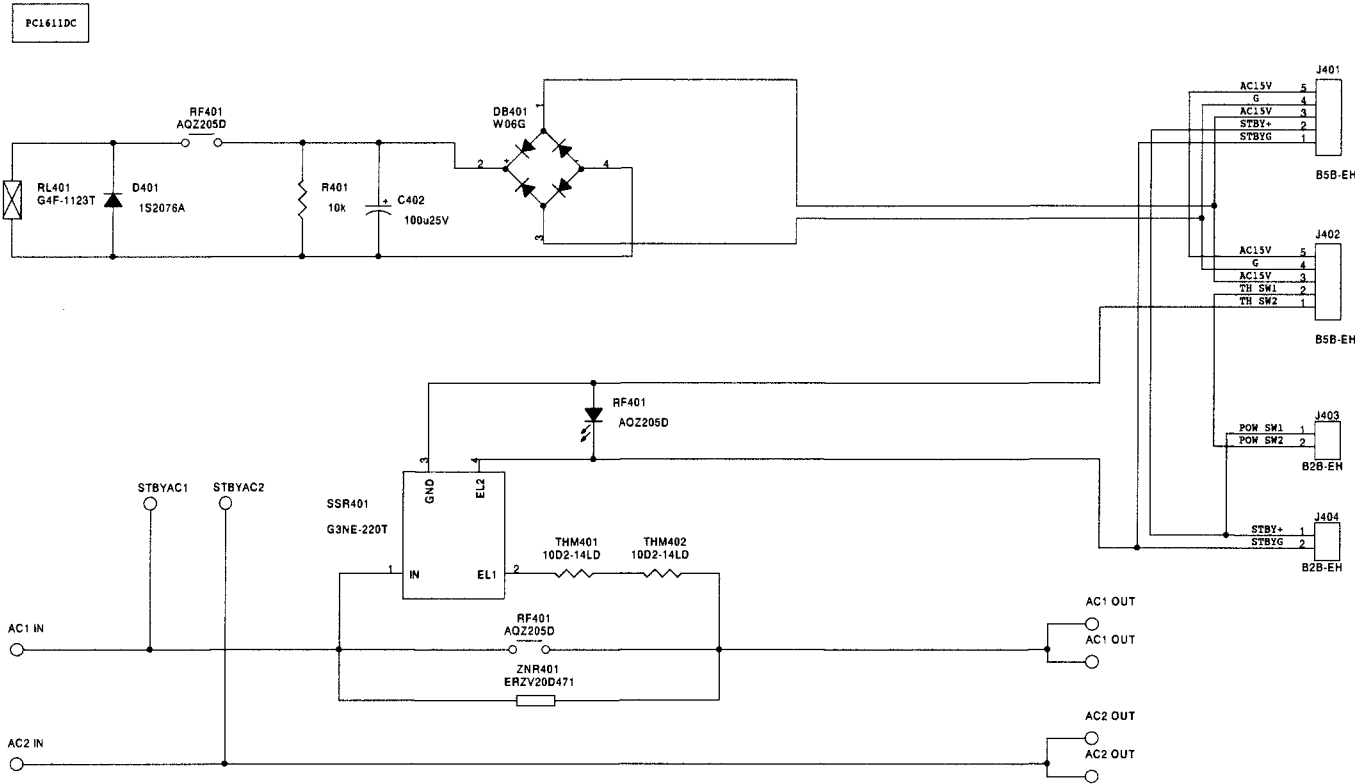 PC1611DC
RF401
AQZ205D
RL401
G4F-1123T
D401
1S2076A
R401
10k
+
C402
100u25V
DB401
W06G
1
2
+
-
4
3
J401
AC15V 5
G 4
AC15V 3
STBY+ 2
STBYG 1
B5B-EH
J402
AC15V 5
G 4
AC15V 3
TH SW1 2
TH SW2 1
B5B-EH
RF401
AQZ205D
J403
POW SW1 1
POW SW2 2
B2B-EH
J404
STBY+ 1
STBYG 2
B2B-EH
STBYAC1
STBYAC2
SSR401
G3NE-220T
3
GND
4
EL2
1
IN
EL1
2
THM401
10D2-14LD
THM402
10D2-14LD
RF401
AQZ205D
ZNR401
ERZV20D471
AC1 IN
AC1 OUT
AC1 OUT
AC2 IN
AC2 OUT
AC2 OUT